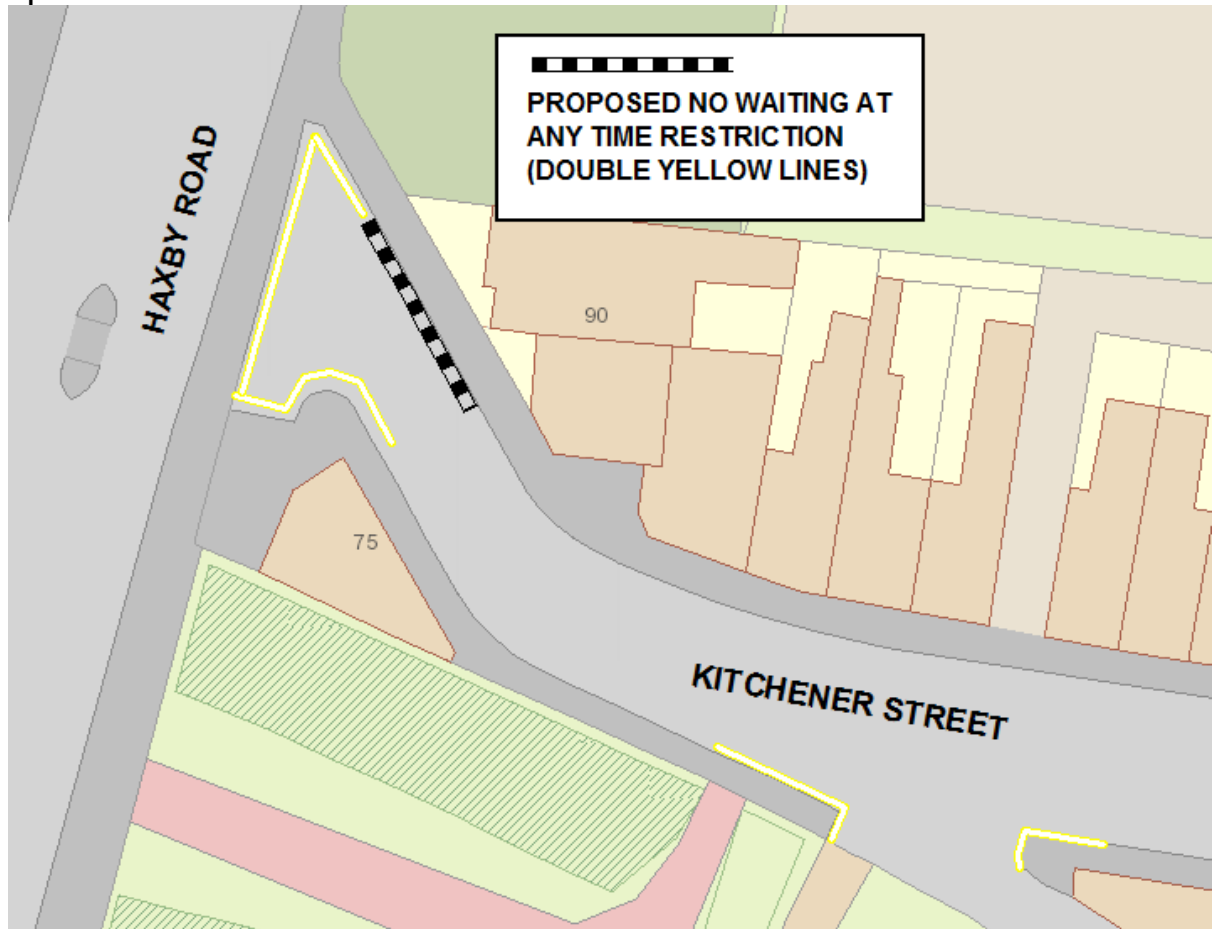 PROPOSED NO WAITING AT
ANY TIME RESTRICTION
(DOUBLE YELLOW LINES)
HAXBY ROAD
90
75
KITCHENER STREET